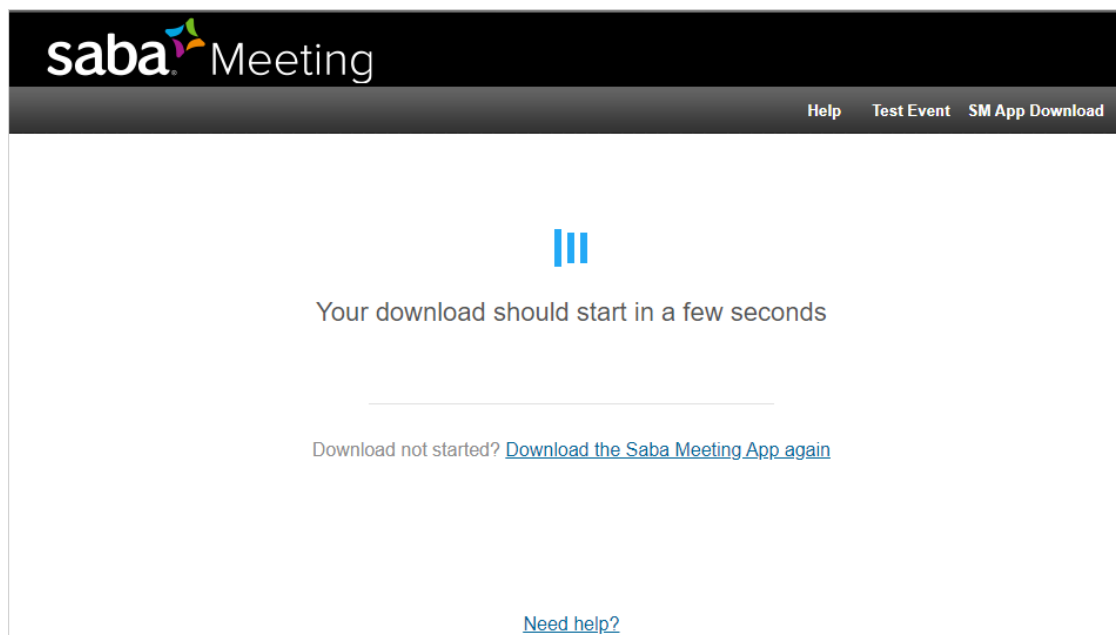 saba® Meeting
Help Test Event SM App Download
Your download should start in a few seconds
Download not started? Download the Saba Meeting App again
Need help?